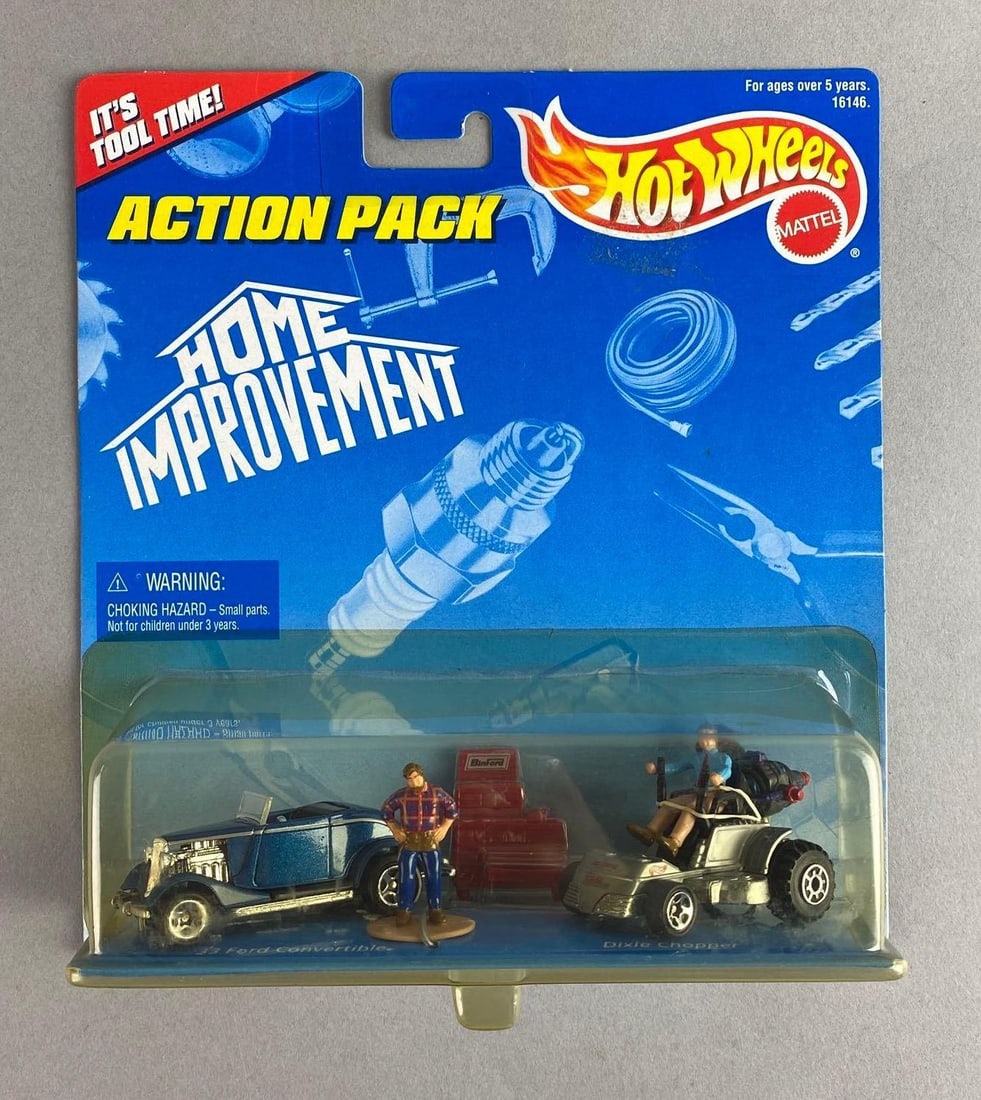 IT'S
TOOL TIME!
For ages over 5 years.
16146.
HOT WHEELS
MATTEL
®
ACTION PACK
HOME
IMPROVEMENT
⚠ WARNING:
CHOKING HAZARD – Small parts.
Not for children under 3 years.
Binford
33 Ford Convertible
Dixie Chopper